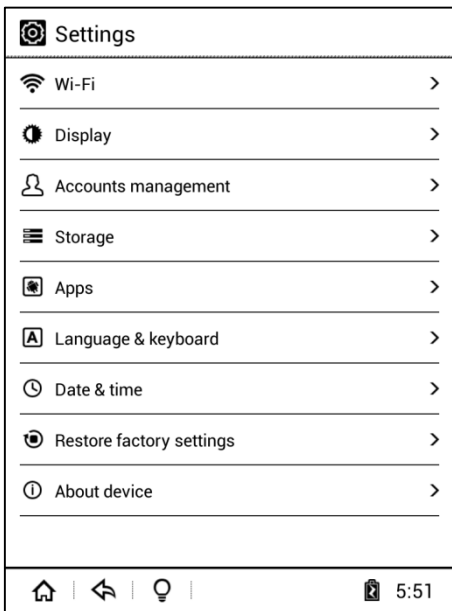 Settings
Wi-Fi
Display
Accounts management
Storage
Apps
Language & keyboard
Date & time
Restore factory settings
About device
5:51